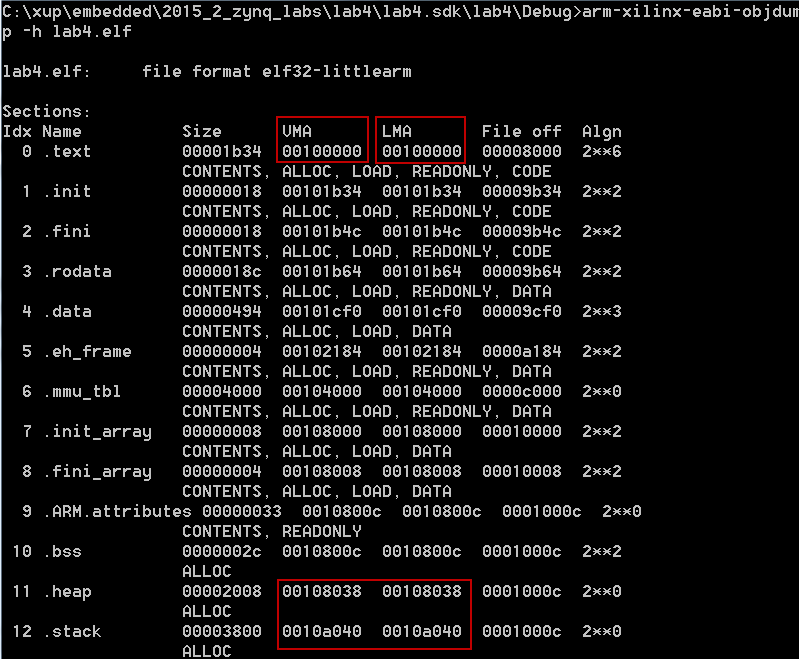 C:\xup\embedded\2015_2_zynq_labs\lab4\lab4.sdk\lab4\Debug>arm-xilinx-eabi-objdum
p -h lab4.elf
lab4.elf:     file format elf32-littlearm
Sections:
Idx Name          Size      VMA       LMA       File off  Algn
  0 .text         00001b34  00100000  00100000  00008000  2**6
                  CONTENTS, ALLOC, LOAD, READONLY, CODE
  1 .init         00000018  00101b34  00101b34  00009b34  2**2
                  CONTENTS, ALLOC, LOAD, READONLY, CODE
  2 .fini         00000018  00101b4c  00101b4c  00009b4c  2**2
                  CONTENTS, ALLOC, LOAD, READONLY, CODE
  3 .rodata       0000018c  00101b64  00101b64  00009b64  2**2
                  CONTENTS, ALLOC, LOAD, READONLY, DATA
  4 .data         00000494  00101cf0  00101cf0  00009cf0  2**3
                  CONTENTS, ALLOC, LOAD, DATA
  5 .eh_frame     00000004  00102184  00102184  0000a184  2**2
                  CONTENTS, ALLOC, LOAD, READONLY, DATA
  6 .mmu_tbl      00004000  00104000  00104000  0000c000  2**0
                  CONTENTS, ALLOC, LOAD, READONLY, DATA
  7 .init_array   00000008  00108000  00108000  00010000  2**2
                  CONTENTS, ALLOC, LOAD, DATA
  8 .fini_array   00000004  00108008  00108008  00010008  2**2
                  CONTENTS, ALLOC, LOAD, DATA
  9 .ARM.attributes 00000033  0010800c  0010800c  0001000c  2**0
                  CONTENTS, READONLY
 10 .bss          0000002c  0010800c  0010800c  0001000c  2**2
                  ALLOC
 11 .heap         00002008  00108038  00108038  0001000c  2**0
                  ALLOC
 12 .stack        00003800  0010a040  0010a040  0001000c  2**0
                  ALLOC